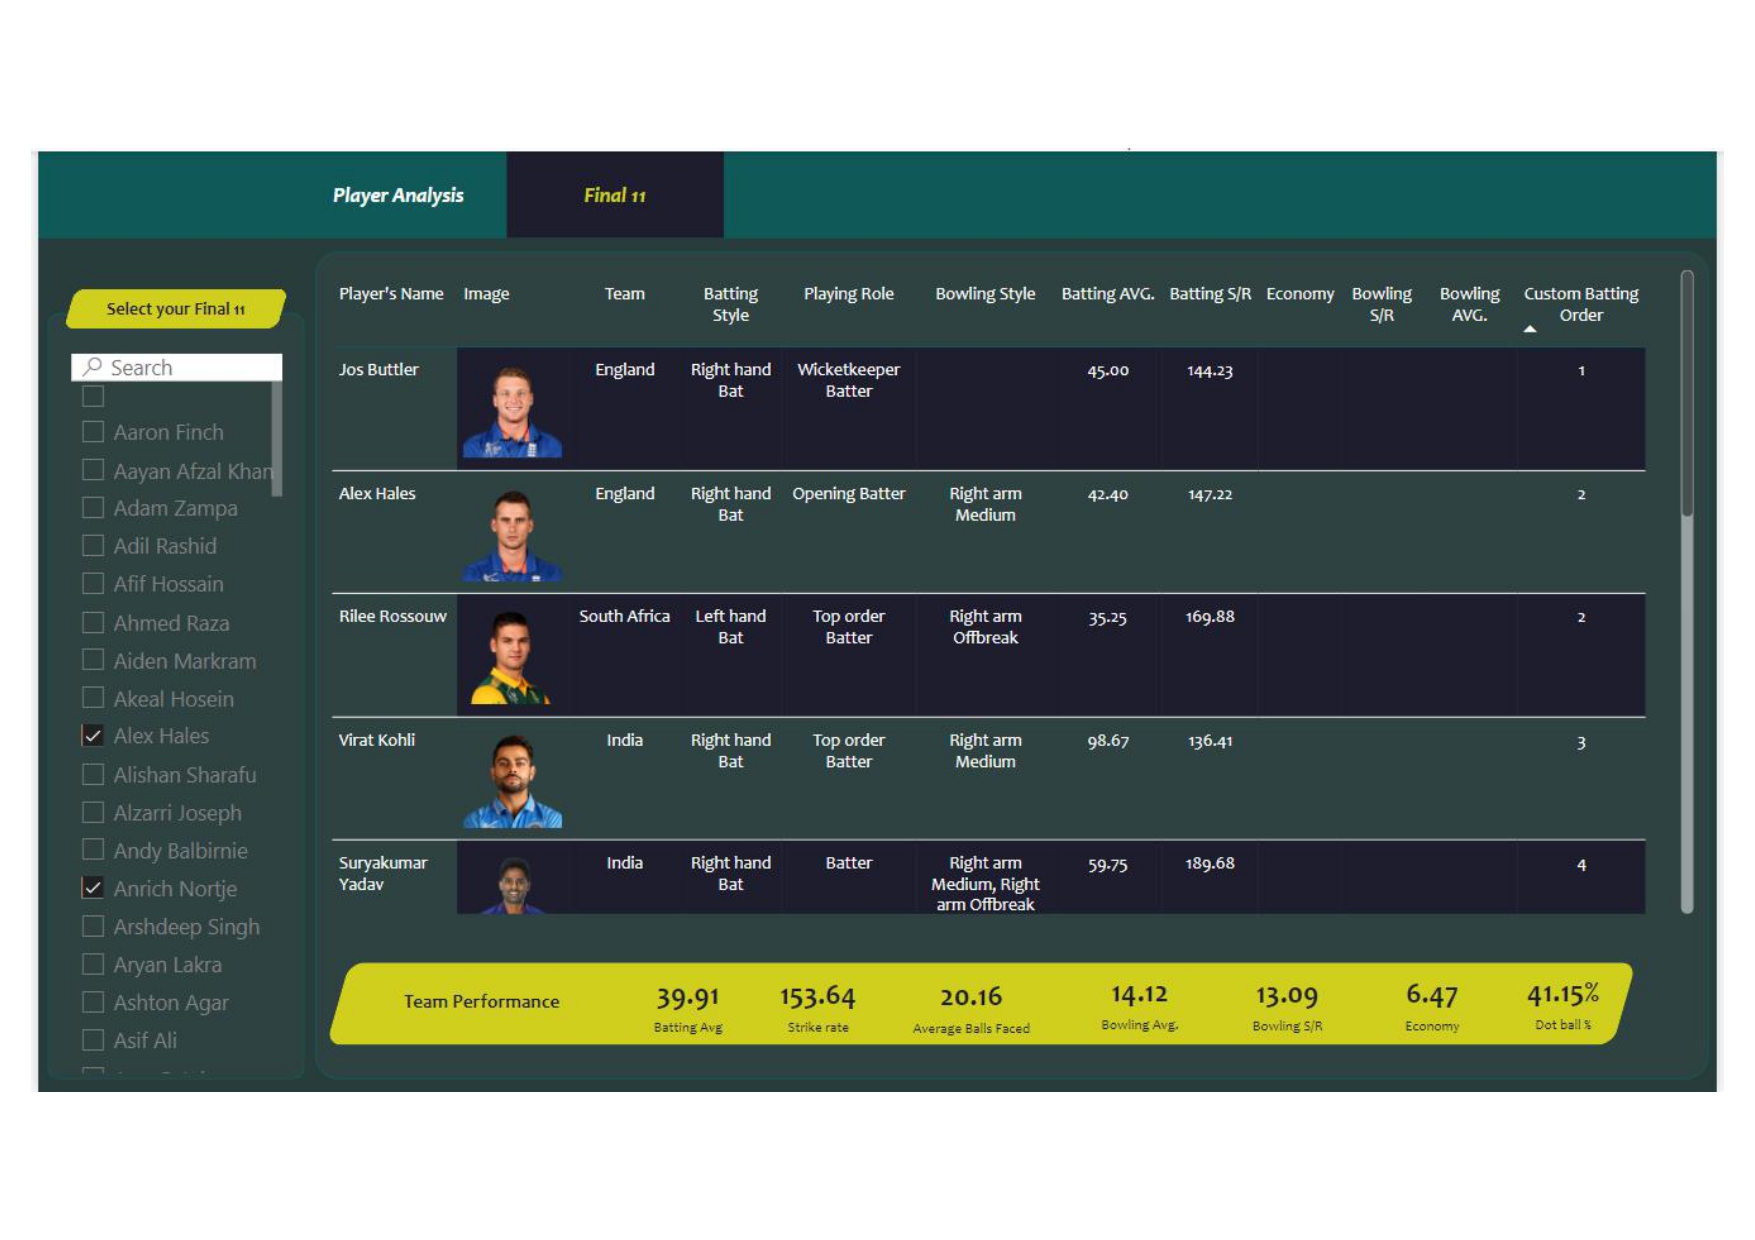 Player Analysis
Final 11
Select your Final 11
Search
Aaron Finch
Aayan Afzal Khan
Adam Zampa
Adil Rashid
Afif Hossain
Ahmed Raza
Aiden Markram
Akeal Hosein
Alex Hales
Alishan Sharafu
Alzarri Joseph
Andy Balbirnie
Anrich Nortje
Arshdeep Singh
Aryan Lakra
Ashton Agar
Asif Ali
Player's Name Image Team Batting Style Playing Role Bowling Style Batting AVG. Batting S/R Economy Bowling S/R Bowling AVG. Custom Batting Order
Jos Buttler England Right hand Bat Wicketkeeper Batter 45.00 144.23 1
Alex Hales England Right hand Bat Opening Batter Right arm Medium 42.40 147.22 2
Rilee Rossouw South Africa Left hand Bat Top order Batter Right arm Offbreak 35.25 169.88 2
Virat Kohli India Right hand Bat Top order Batter Right arm Medium 98.67 136.41 3
Suryakumar Yadav India Right hand Bat Batter Right arm Medium, Right arm Offbreak 59.75 189.68 4
Team Performance
39.91 153.64 20.16 14.12 13.09 6.47 41.15%
Batting Avg Strike rate Average Balls Faced Bowling Avg. Bowling S/R Economy Dot ball %